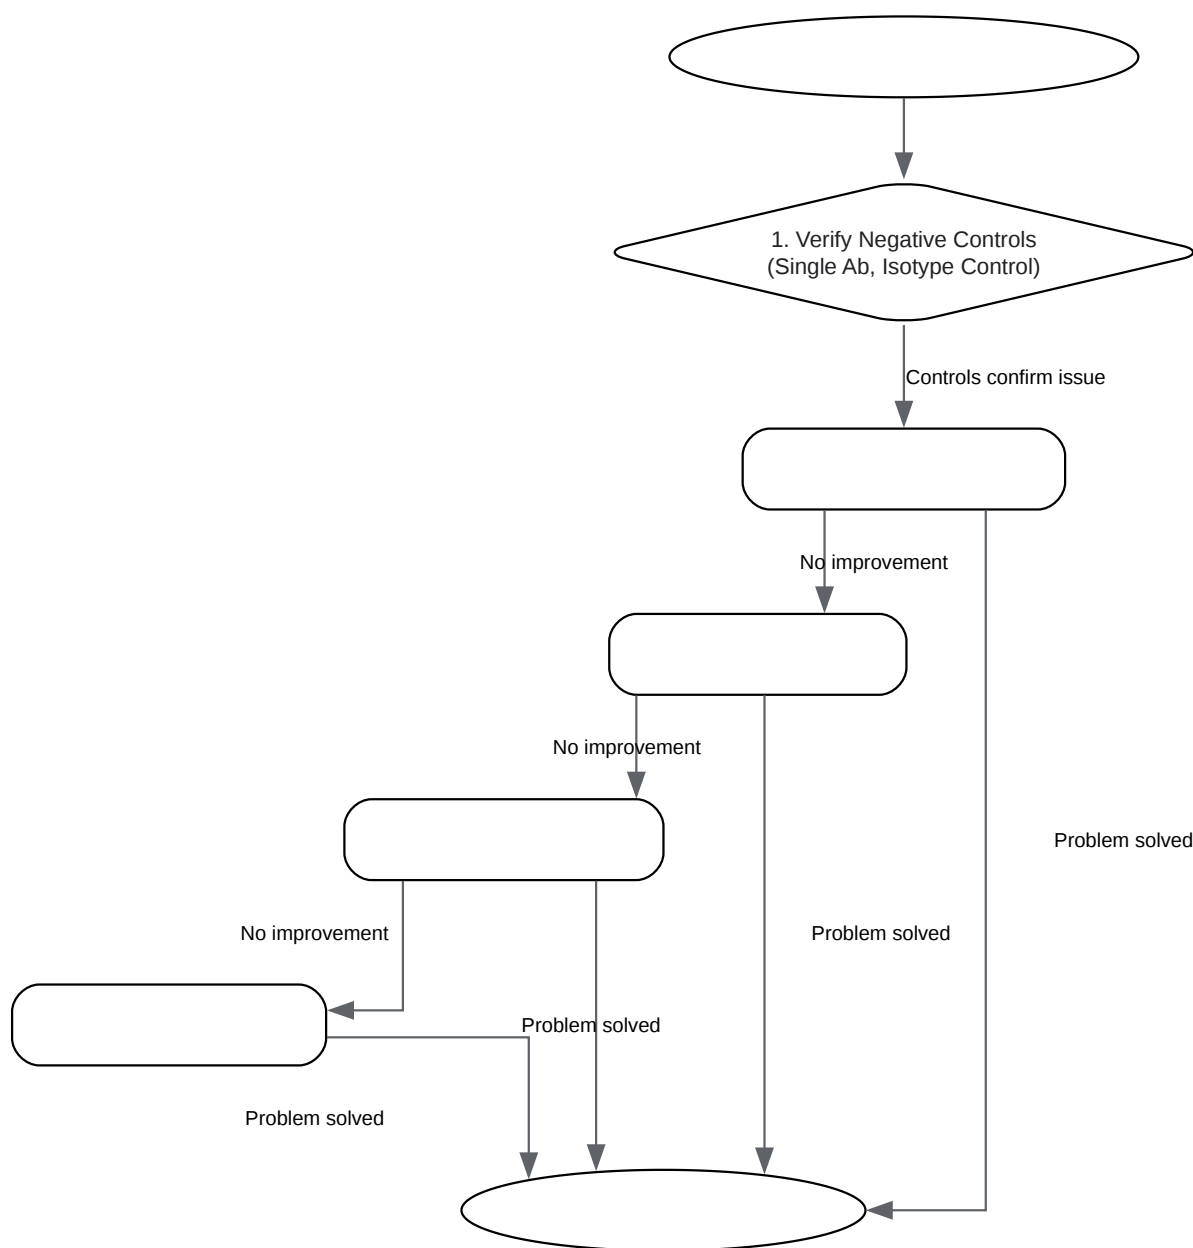 1. Verify Negative Controls
(Single Ab, Isotype Control)
Controls confirm issue
No improvement
No improvement
Problem solved
No improvement
Problem solved
Problem solved
Problem solved